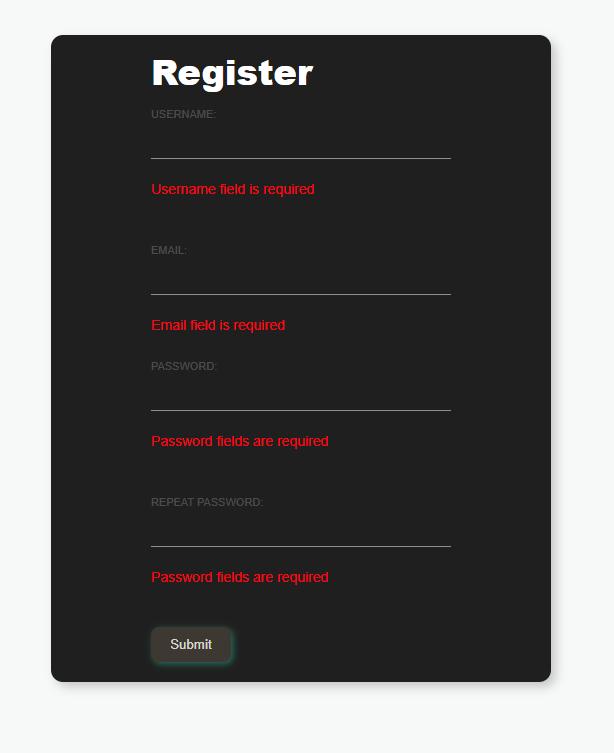 Register
USERNAME:
Username field is required
EMAIL:
Email field is required
PASSWORD:
Password fields are required
REPEAT PASSWORD:
Password fields are required
Submit